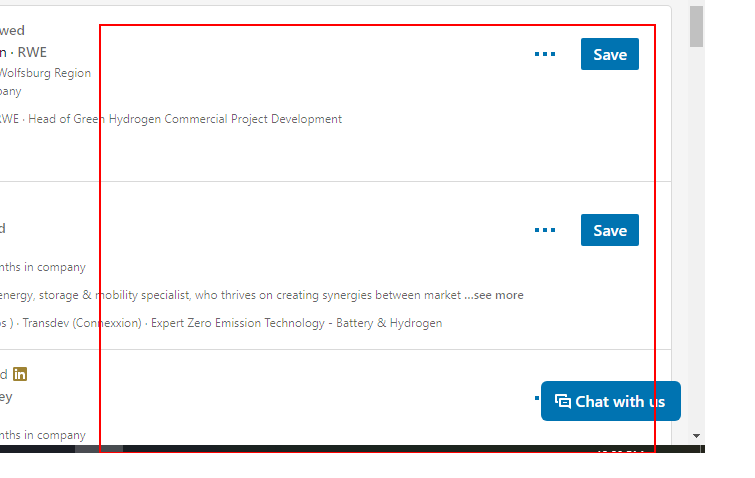 wed
n · RWE
Save
Wolfsburg Region
pany
RWE · Head of Green Hydrogen Commercial Project Development
d
Save
nths in company
energy, storage & mobility specialist, who thrives on creating synergies between market ...see more
os ) · Transdev (Connexxion) · Expert Zero Emission Technology - Battery & Hydrogen
d in
ey
Chat with us
nths in company